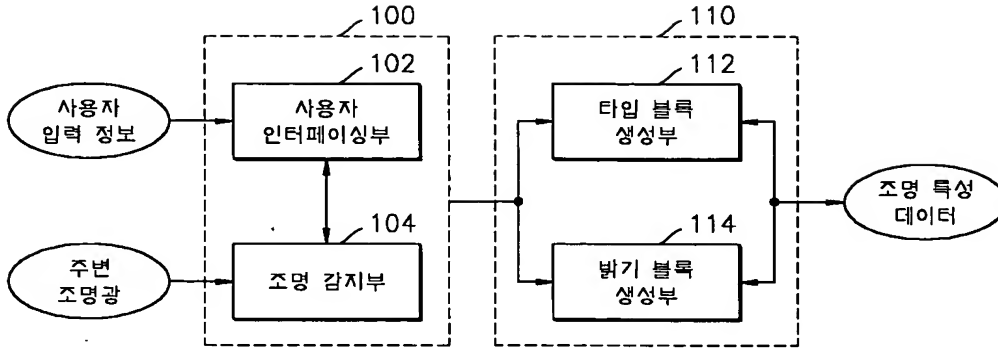 100
110
102
112
사용자
입력 정보
사용자
인터페이싱부
타입 블록
생성부
조명 특성
데이터
104
114
주변
조명광
조명 감지부
밝기 블록
생성부